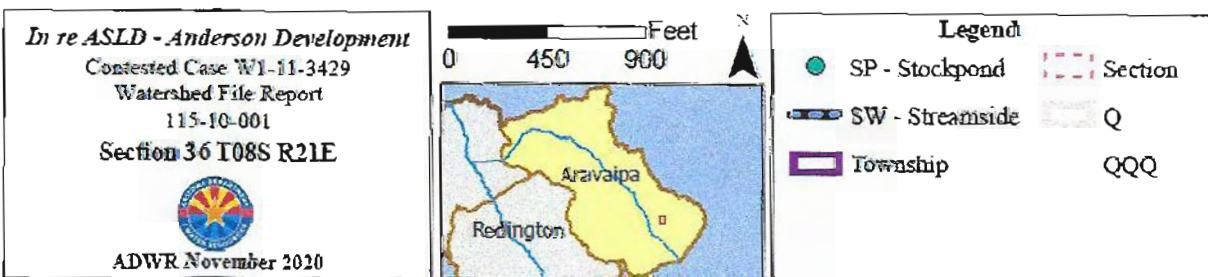 In re ASLD - Anderson Development
Contested Case W1-11-3429
Watershed File Report
115-10-001
Section 36 T08S R21E
ADWR November 2020
Feet
0 450 900
N
Aravaipa
Redington
Legend
SP - Stockpond
Section
SW - Streamside
Q
Township
QQQ